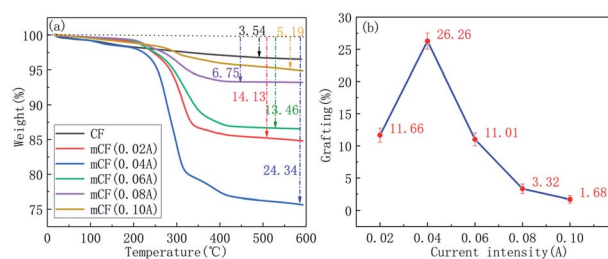 (a)
100
95
90
85
80
75
Weight(%)
3.54
5.19
6.75
14.13
13.46
24.34
CF
mCF(0.02A)
mCF(0.04A)
mCF(0.06A)
mCF(0.08A)
mCF(0.10A)
0 100 200 300 400 500 600
Temperature(℃)
(b)
30
25
20
15
10
5
0
Grafting(%)
26.26
11.66
11.01
3.32
1.68
0.02 0.04 0.06 0.08 0.10
Current intensity(A)